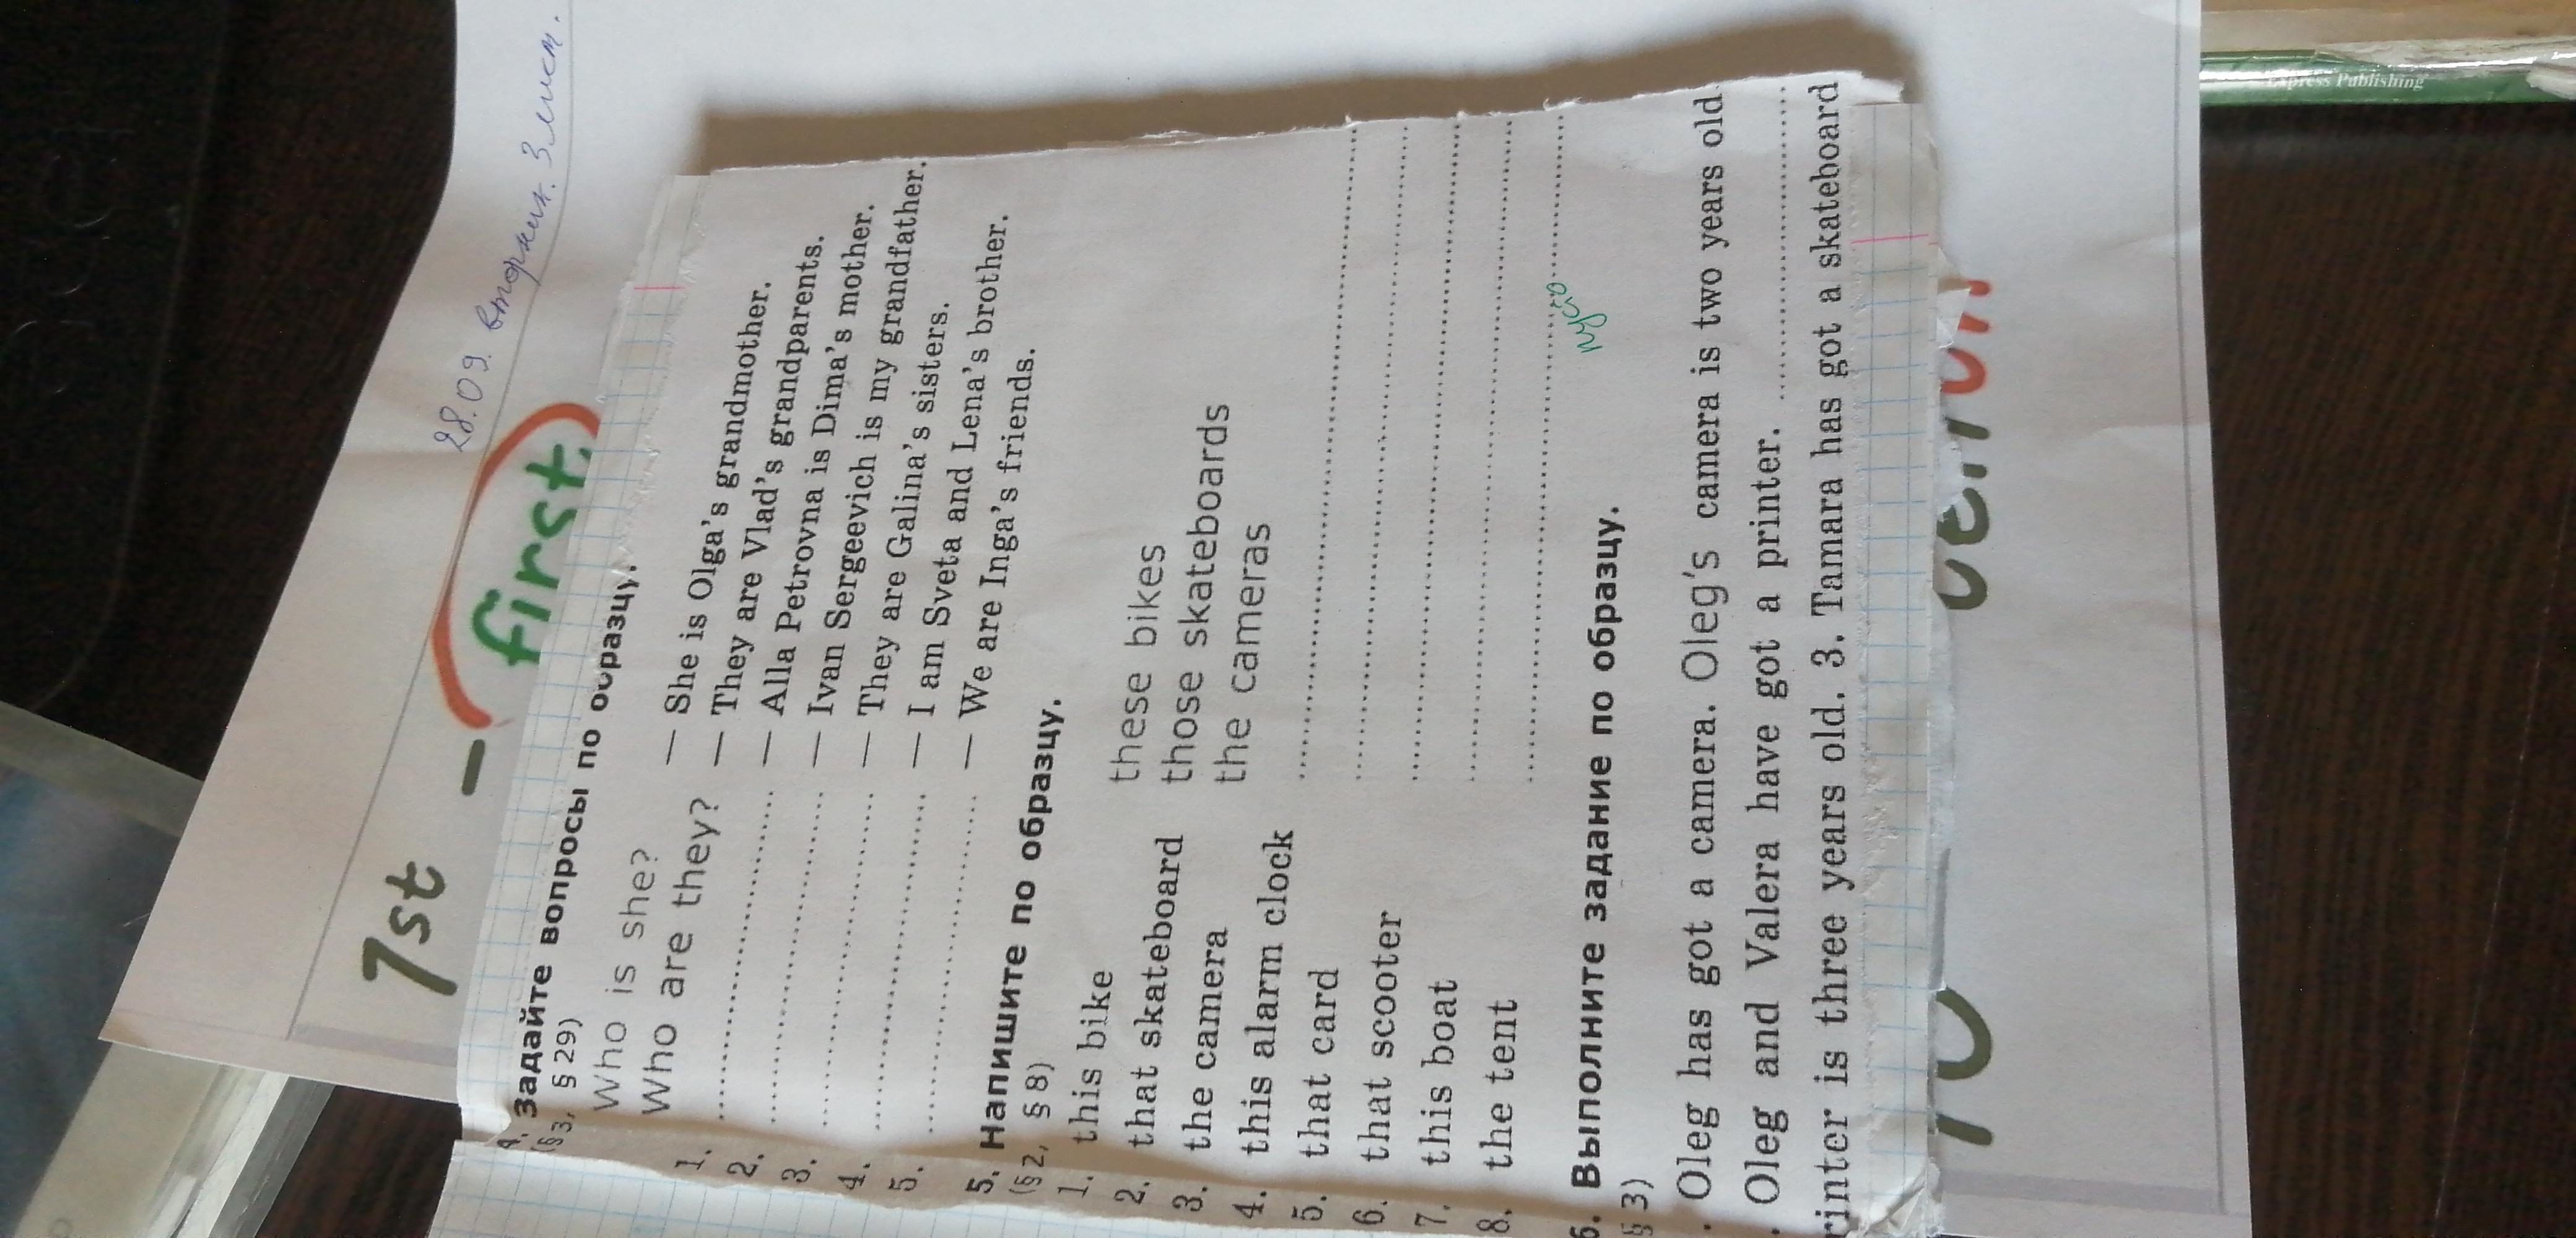 28.09. вторник. 3 лист.
1st - first.
4. Задайте вопросы по образцу.
(§ 3, § 29)
Who is she? — She is Olga's grandmother.
Who are they? — They are Vlad's grandparents.
1. .......... — Alla Petrovna is Dima's mother.
2. .......... — Ivan Sergeevich is my grandfather.
3. .......... — They are Galina's sisters.
4. .......... — I am Sveta and Lena's brother.
5. .......... — We are Inga's friends.
5. Напишите по образцу.
(§ 2, § 8)
1. this bike these bikes
2. that skateboard those skateboards
3. the camera the cameras
4. this alarm clock ..........
5. that card ..........
6. that scooter ..........
7. this boat ..........
8. the tent ..........
6. Выполните задание по образцу.
§ 3)
. Oleg has got a camera. Oleg's camera is two years old
. Oleg and Valera have got a printer. ..........
rinter is three years old. 3. Tamara has got a skateboard
Express Publishing